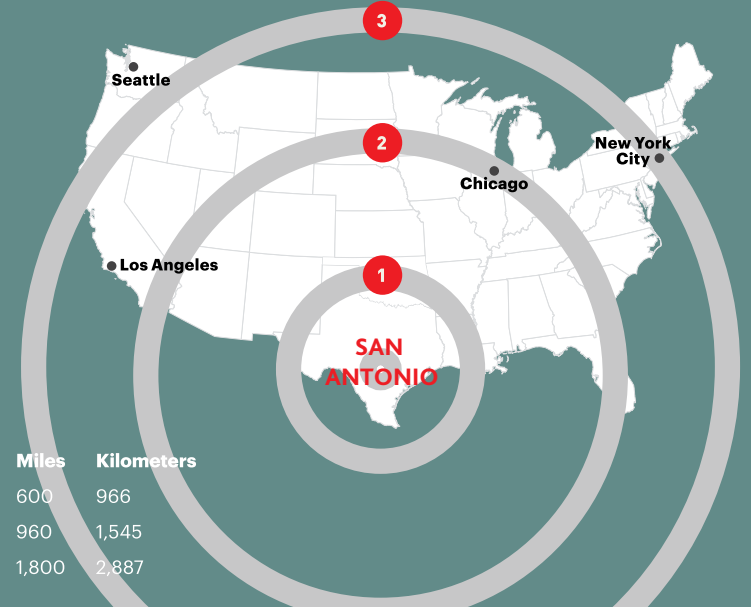 3
Seattle
2
New York
City
Chicago
Los Angeles
1
SAN
ANTONIO
Miles Kilometers
600 966
960 1,545
1,800 2,887